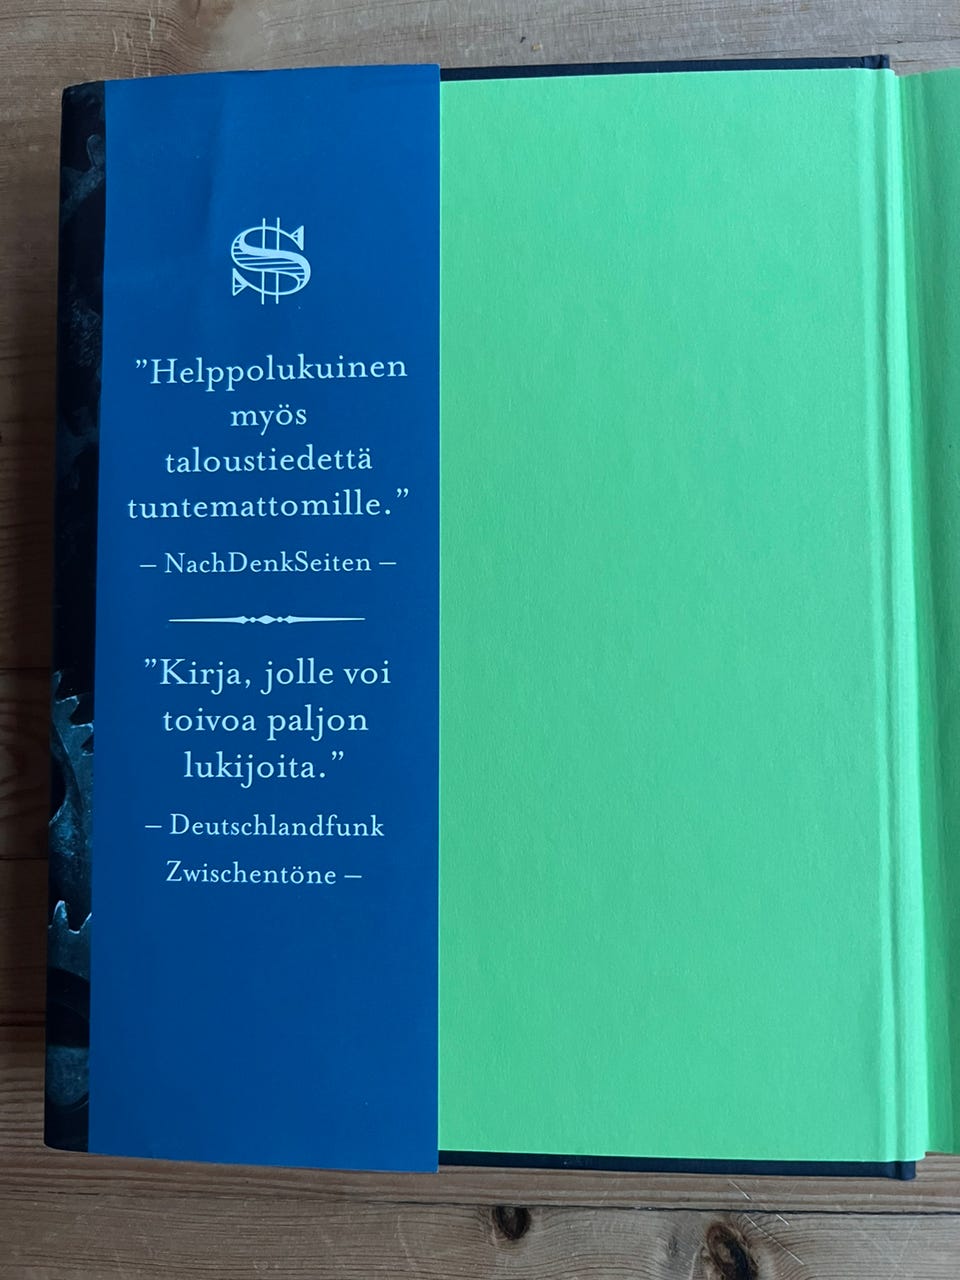 ”Helppolukuinen
myös
taloustiedettä
tuntemattomille.”
– NachDenkSeiten –
”Kirja, jolle voi
toivoa paljon
lukijoita.”
– Deutschlandfunk
Zwischentöne –